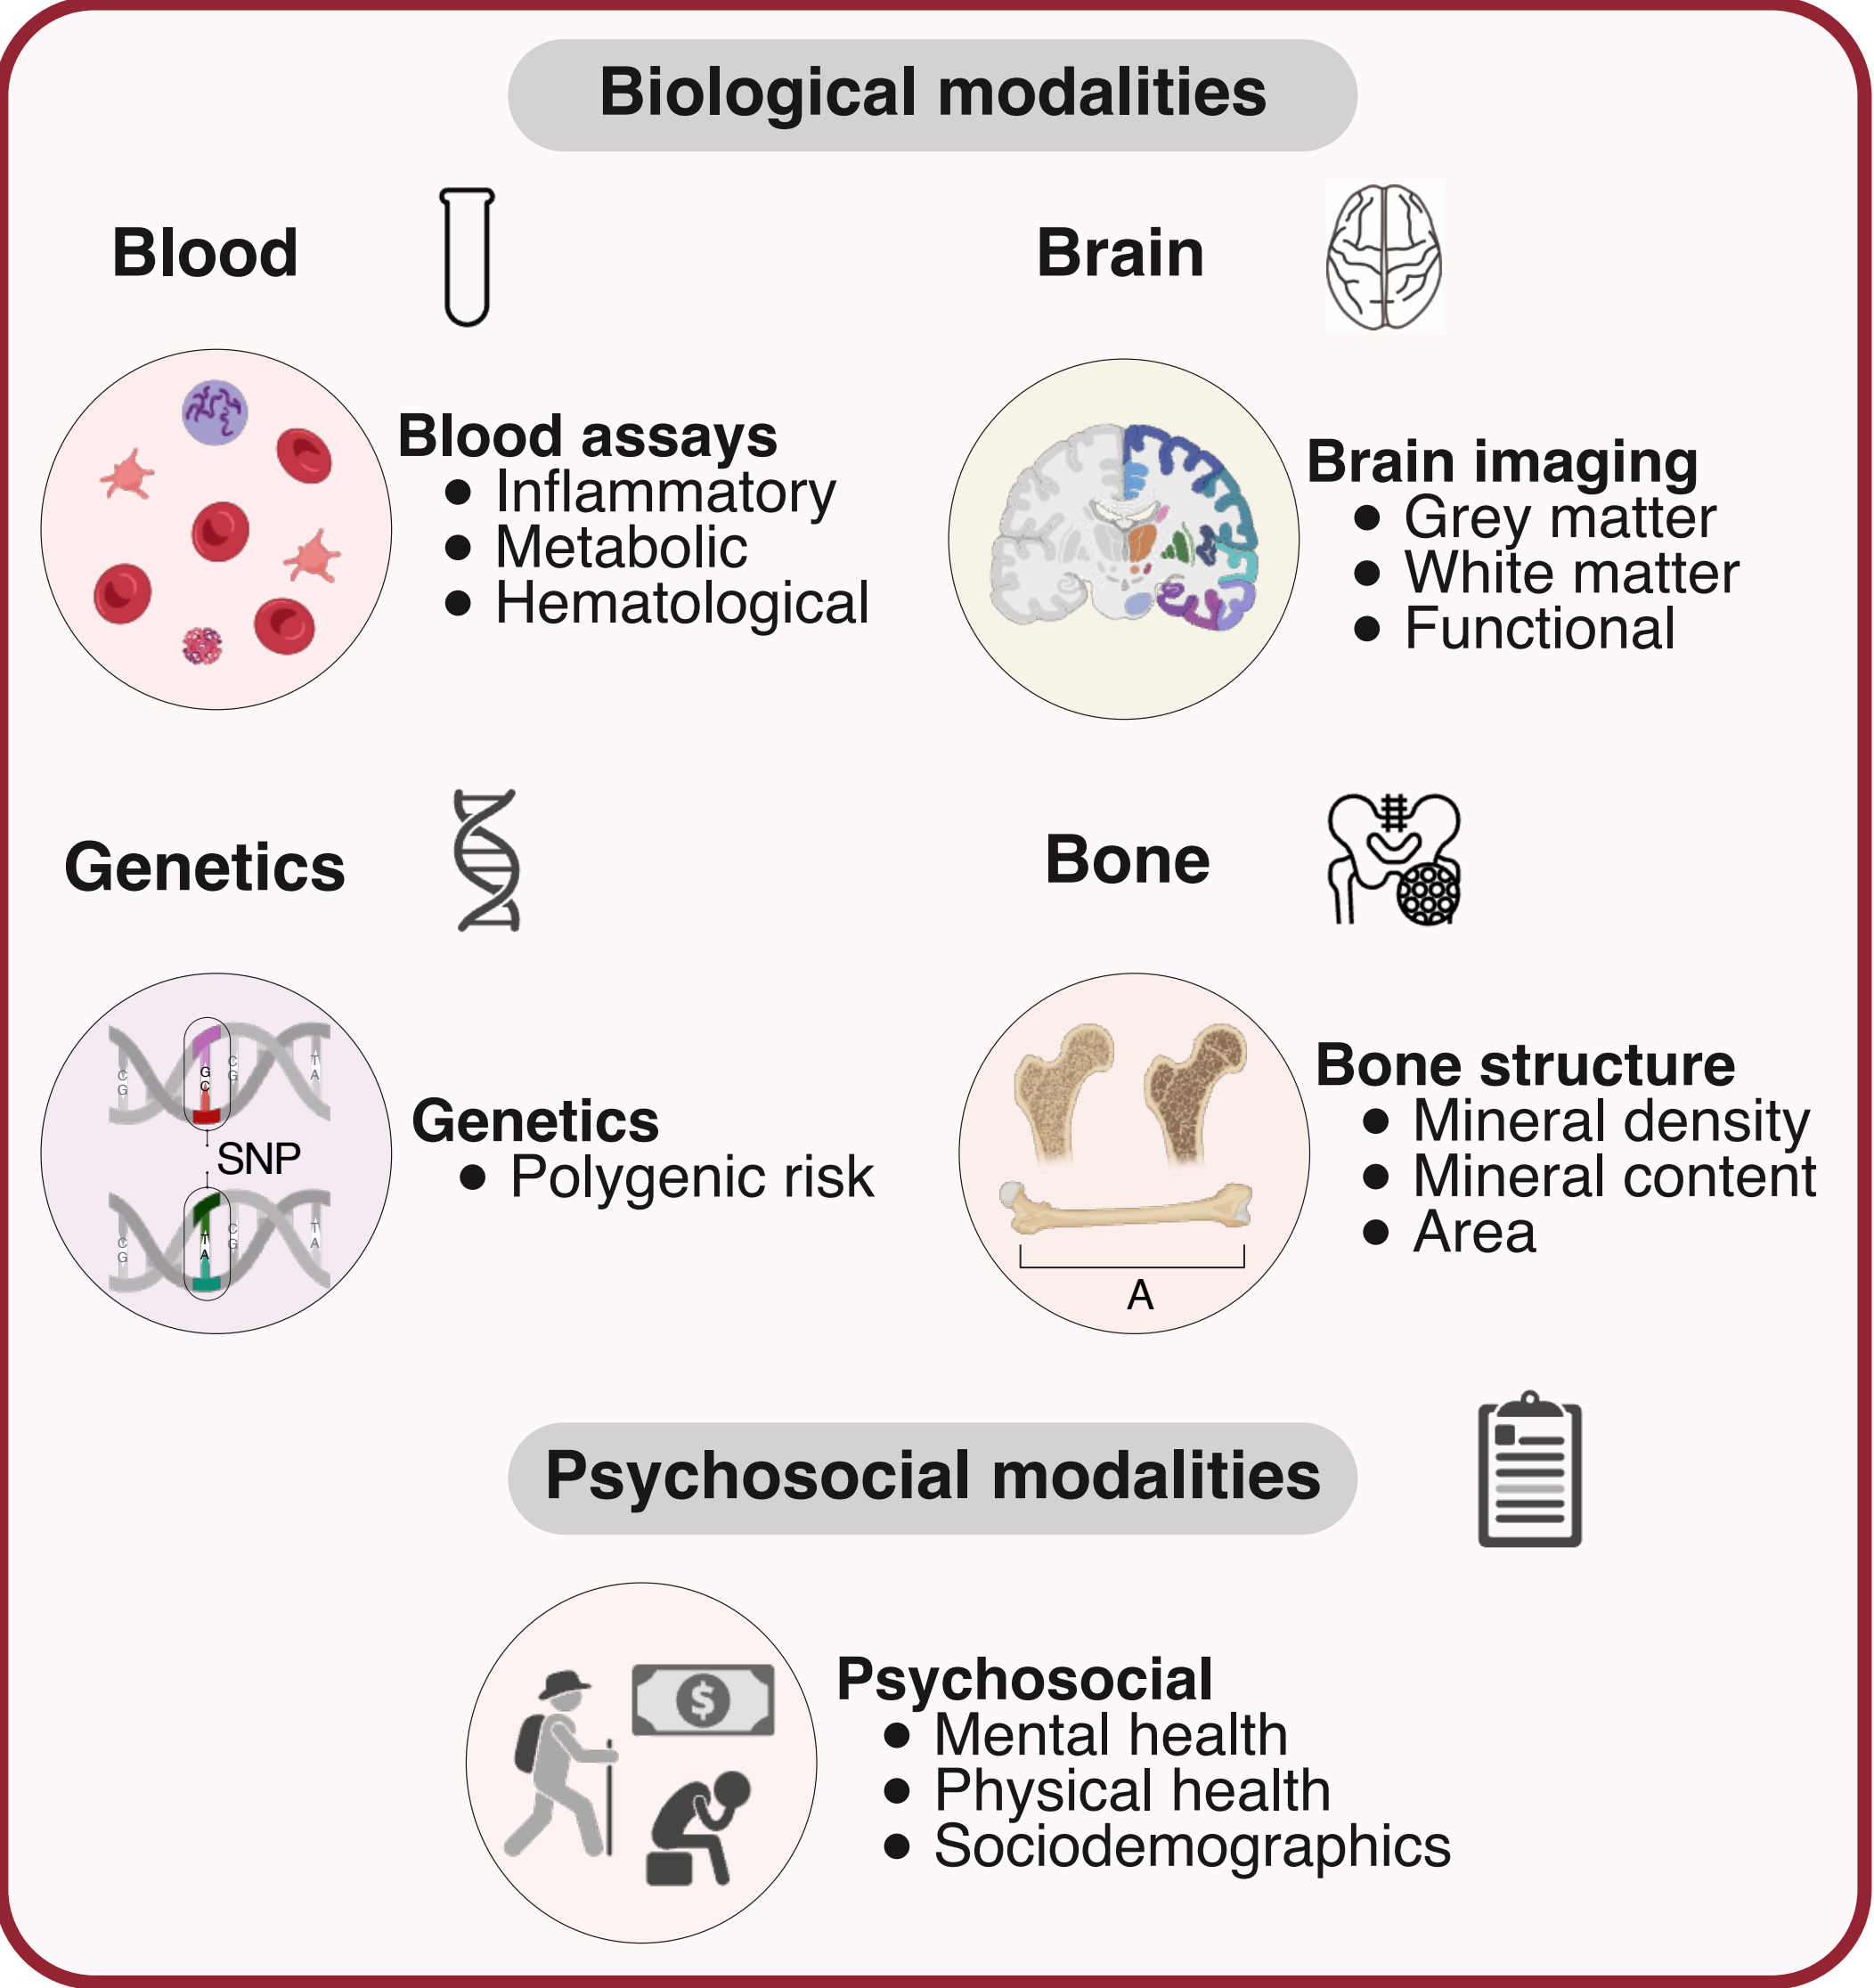 Biological modalities
Blood
Brain
Blood assays
● Inflammatory
● Metabolic
● Hematological
Brain imaging
● Grey matter
● White matter
● Functional
Genetics
Bone
C
G
G
C
C
G
T
A
SNP
C
G
T
A
C
G
T
A
Genetics
● Polygenic risk
A
Bone structure
● Mineral density
● Mineral content
● Area
Psychosocial modalities
$
Psychosocial
● Mental health
● Physical health
● Sociodemographics